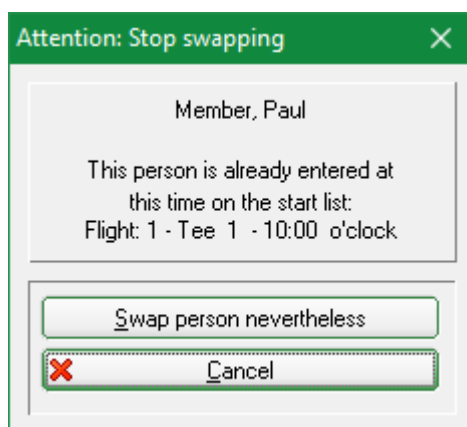 Attention: Stop swapping
Member, Paul
This person is already entered at
this time on the start list:
Flight: 1 - Tee 1 - 10:00 o'clock
Swap person nevertheless
Cancel